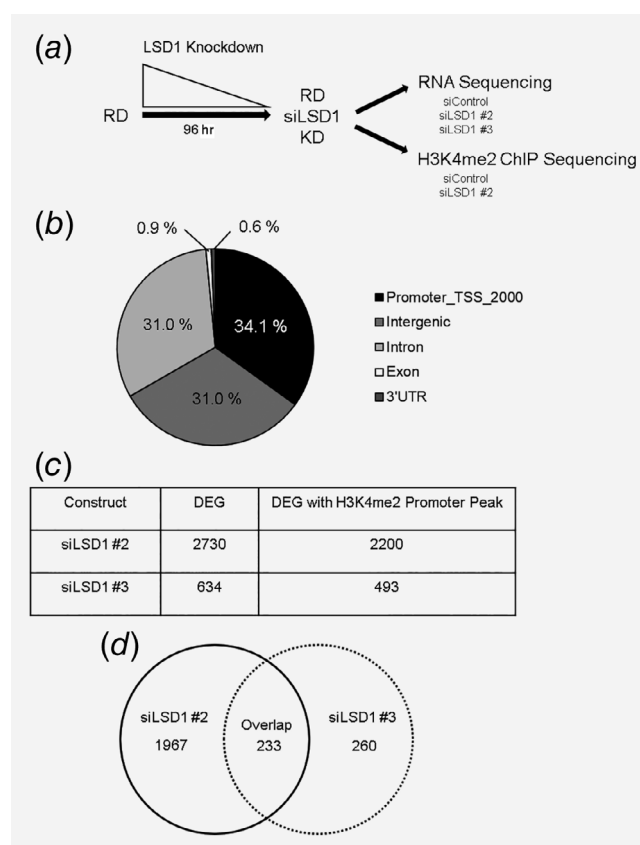 (a)
LSD1 Knockdown
RD
96 hr
RD
siLSD1
KD
RNA Sequencing
siControl
siLSD1 #2
siLSD1 #3
H3K4me2 ChIP Sequencing
siControl
siLSD1 #2
(b)
0.9 %
0.6 %
31.0 %
34.1 %
31.0 %
Promoter_TSS_2000
Intergenic
Intron
Exon
3'UTR
(c)
Construct DEG DEG with H3K4me2 Promoter Peak
siLSD1 #2 2730 2200
siLSD1 #3 634 493
(d)
siLSD1 #2
1967
Overlap
233
siLSD1 #3
260